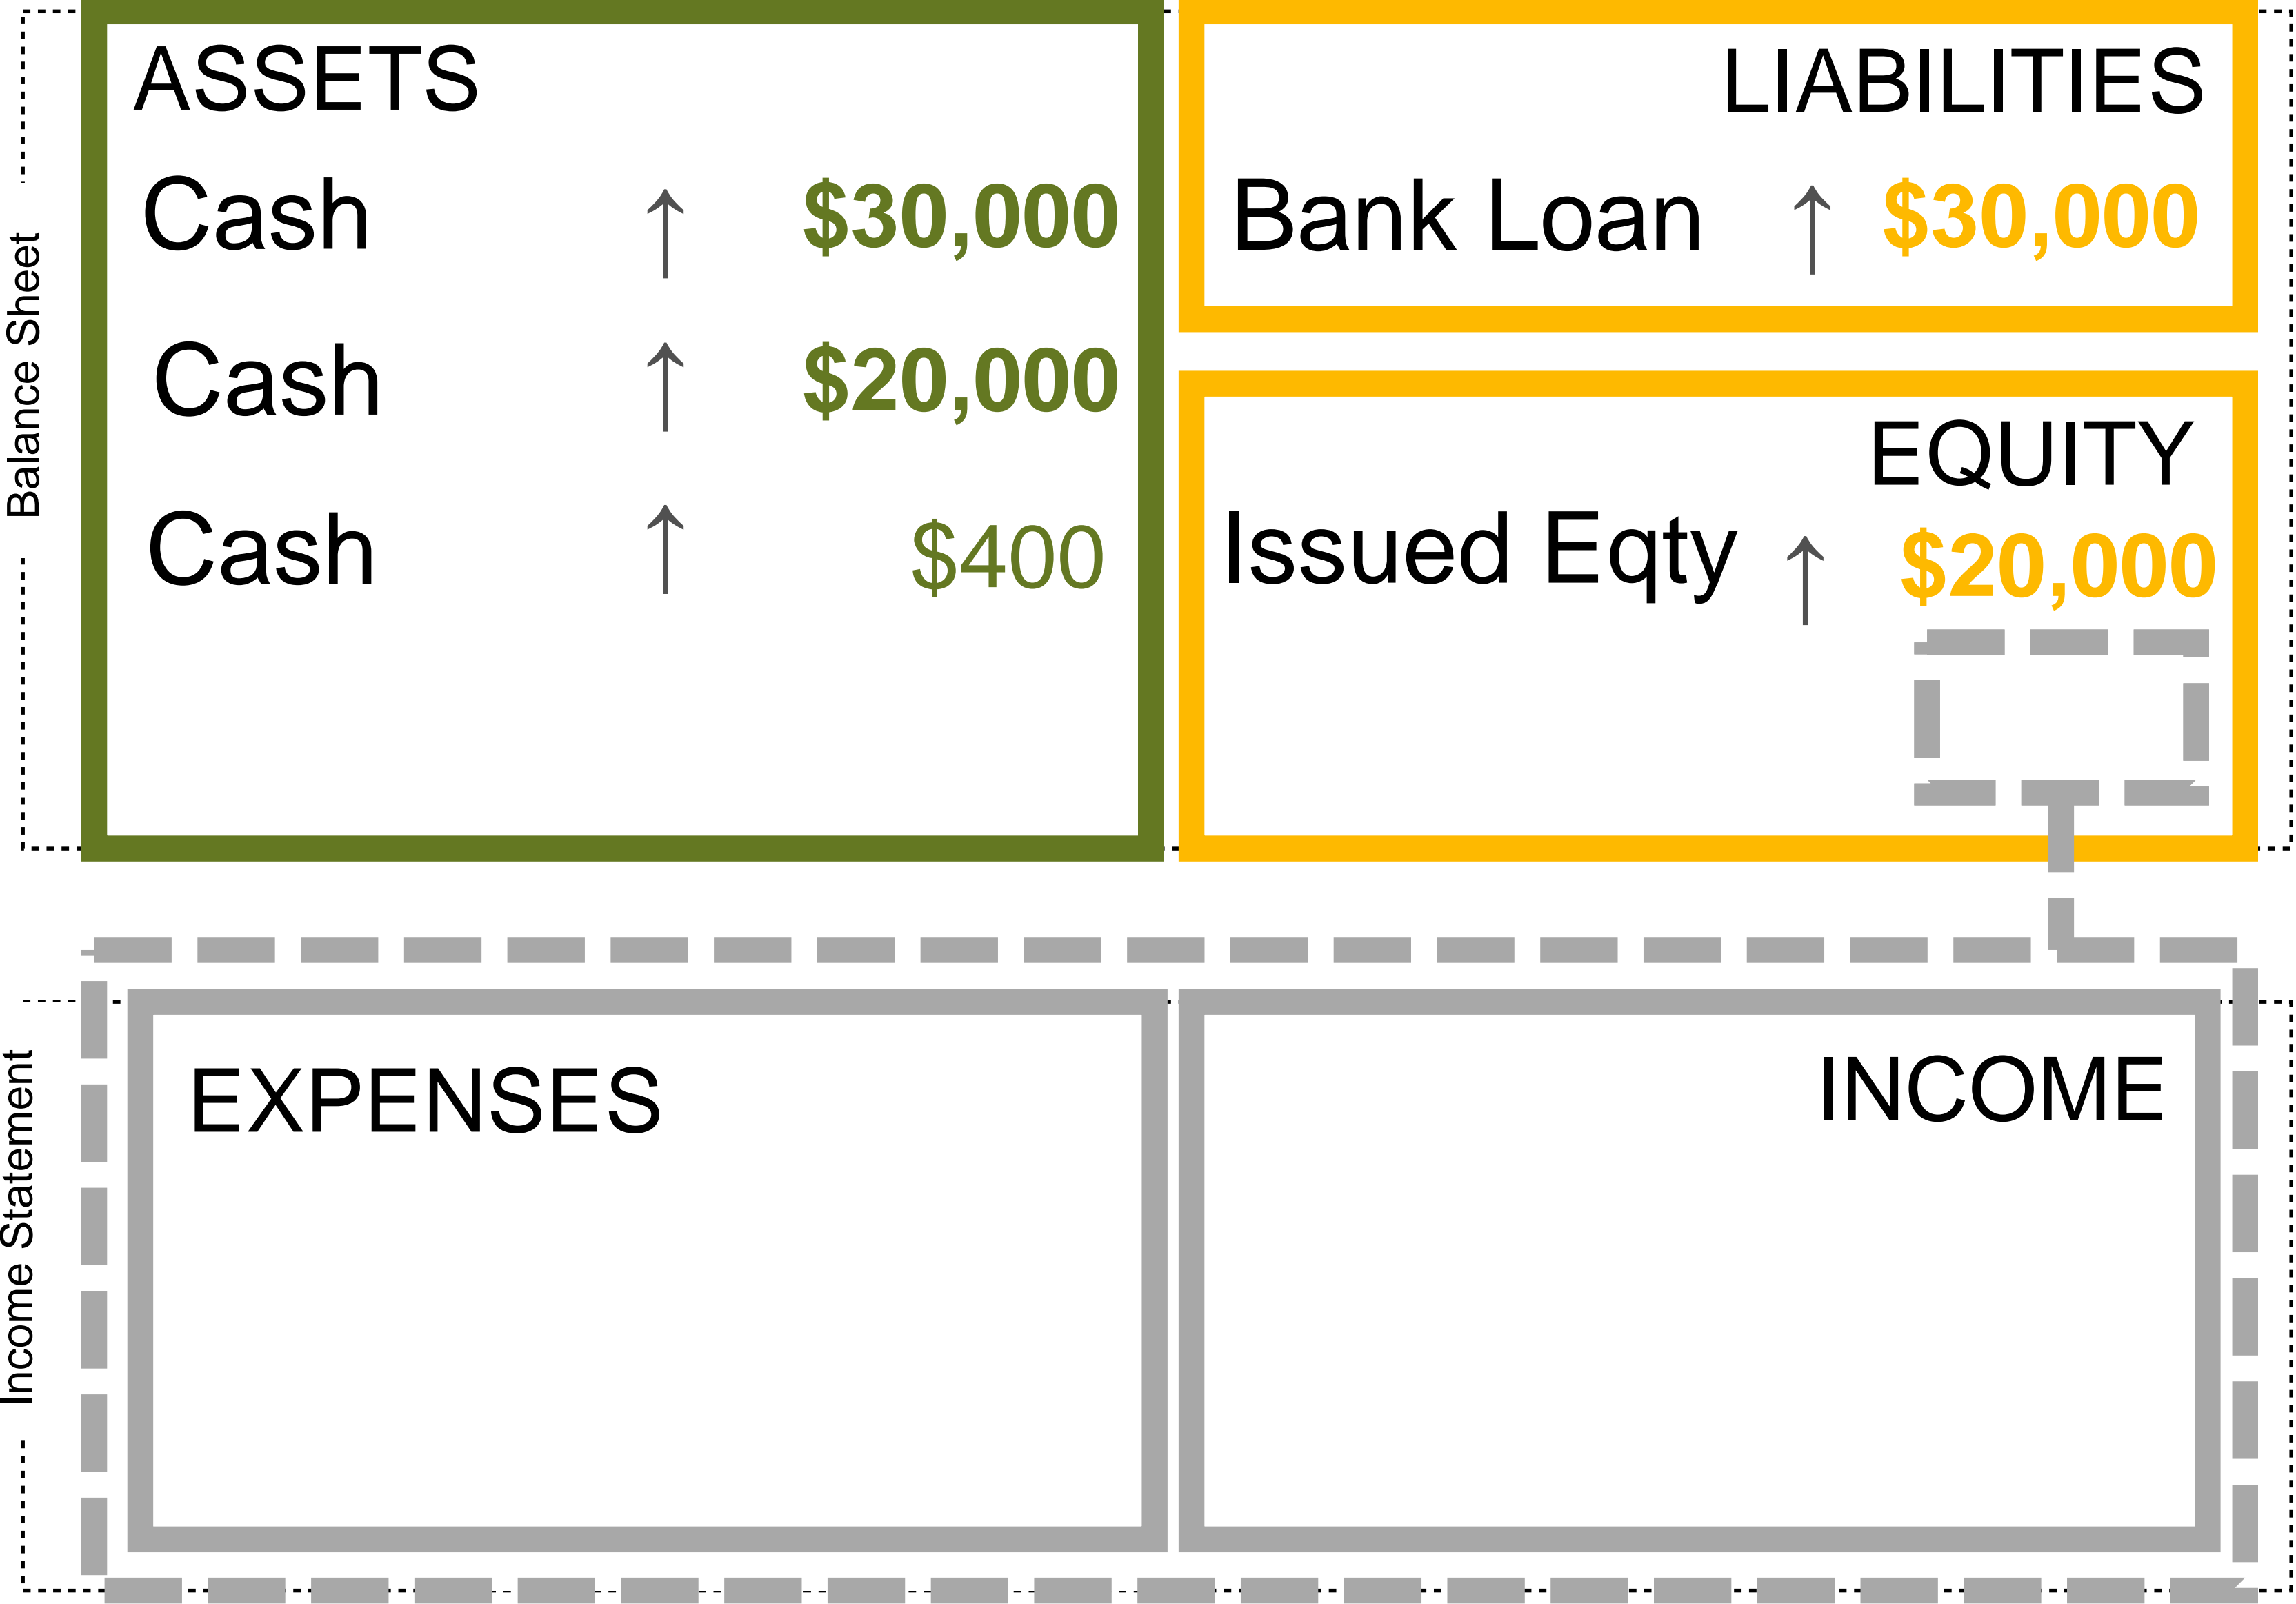 Balance Sheet
ASSETS
Cash ↑ $30,000
Cash ↑ $20,000
Cash ↑ $400
LIABILITIES
Bank Loan ↑ $30,000
EQUITY
Issued Eqty ↑ $20,000
Income Statement
EXPENSES
INCOME